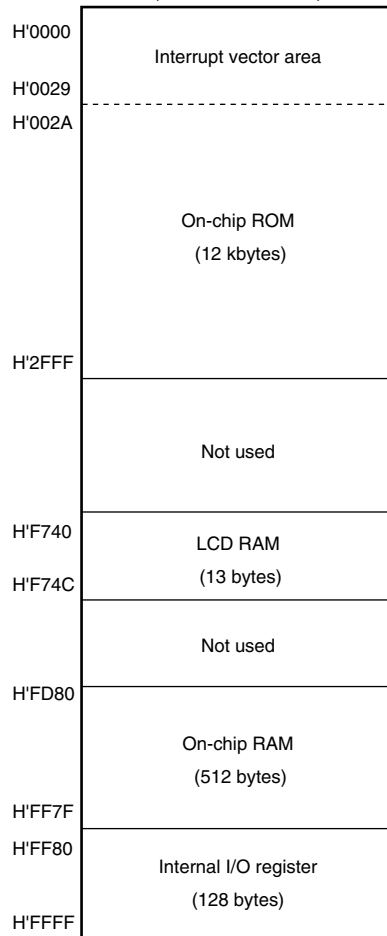 H'0000
Interrupt vector area
H'0029
H'002A
On-chip ROM
(12 kbytes)
H'2FFF
Not used
H'F740
LCD RAM
(13 bytes)
H'F74C
Not used
H'FD80
On-chip RAM
(512 bytes)
H'FF7F
H'FF80
Internal I/O register
(128 bytes)
H'FFFF